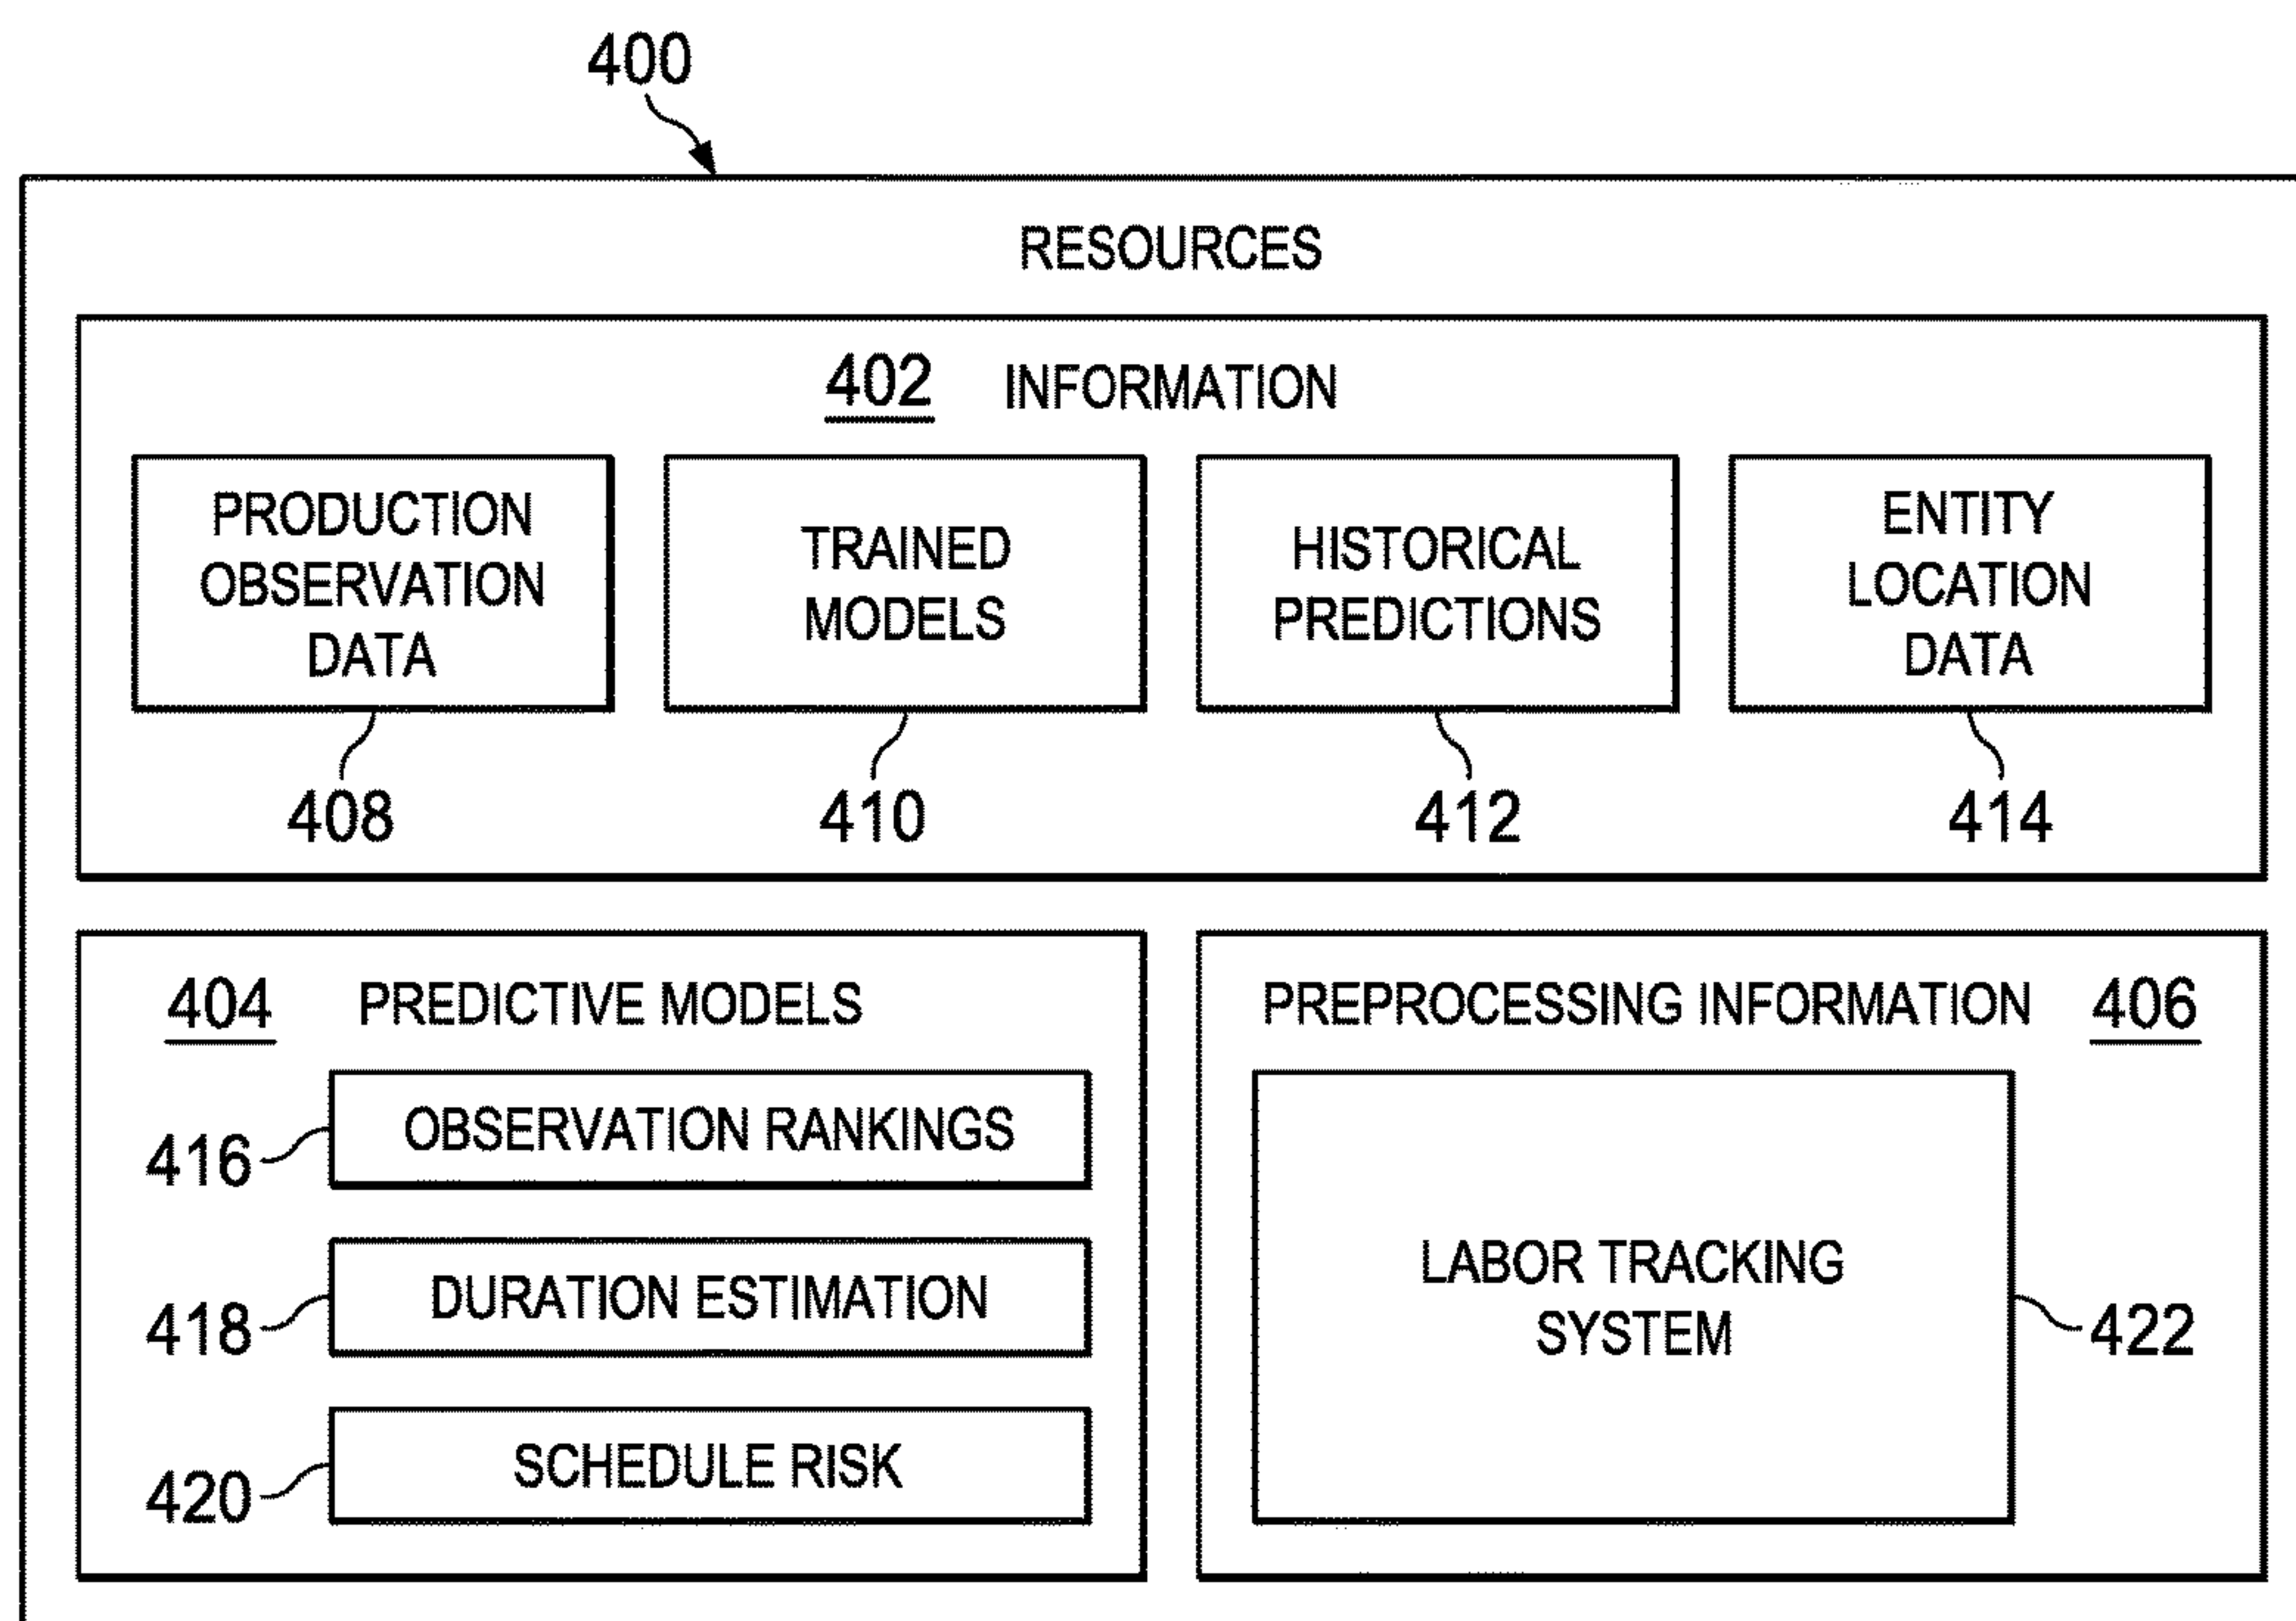 400
RESOURCES
402 INFORMATION
PRODUCTION
OBSERVATION
DATA
TRAINED
MODELS
HISTORICAL
PREDICTIONS
ENTITY
LOCATION
DATA
408
410
412
414
404 PREDICTIVE MODELS
416 OBSERVATION RANKINGS
418 DURATION ESTIMATION
420 SCHEDULE RISK
PREPROCESSING INFORMATION 406
LABOR TRACKING
SYSTEM
422